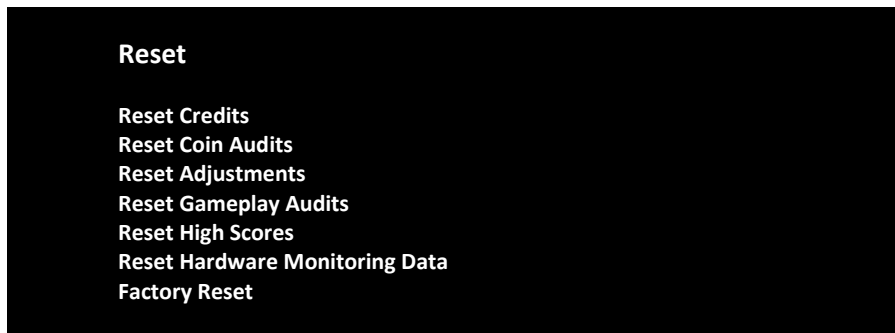 Reset
Reset Credits
Reset Coin Audits
Reset Adjustments
Reset Gameplay Audits
Reset High Scores
Reset Hardware Monitoring Data
Factory Reset